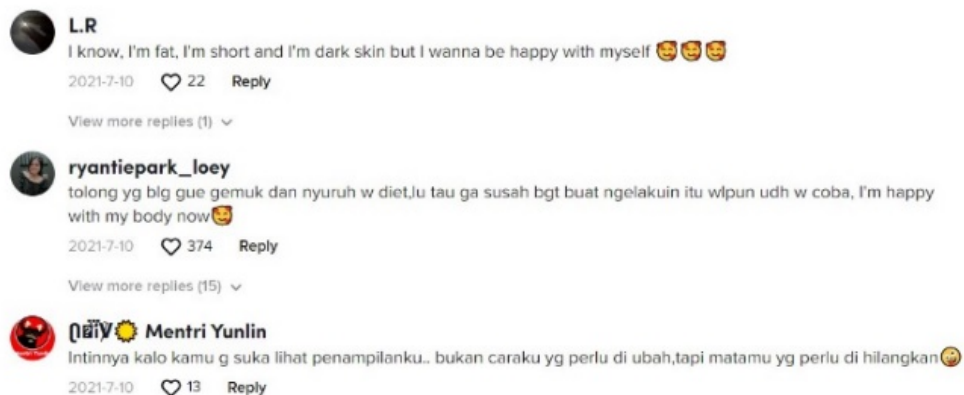 L.R
I know, I'm fat, I'm short and I'm dark skin but I wanna be happy with myself 🥰🥰🥰
2021-7-10 22 Reply
View more replies (1)
ryantiepark_loey
tolong yg blg gue gemuk dan nyuruh w diet,lu tau ga susah bgt buat ngelakuin itu wlpun udh w coba, I'm happy
with my body now🥰
2021-7-10 374 Reply
View more replies (15)
Mentri Yunlin
Intinnya kalo kamu g suka lihat penampilanku.. bukan caraku yg perlu di ubah,tapi matamu yg perlu di hilangkan🤪
2021-7-10 13 Reply